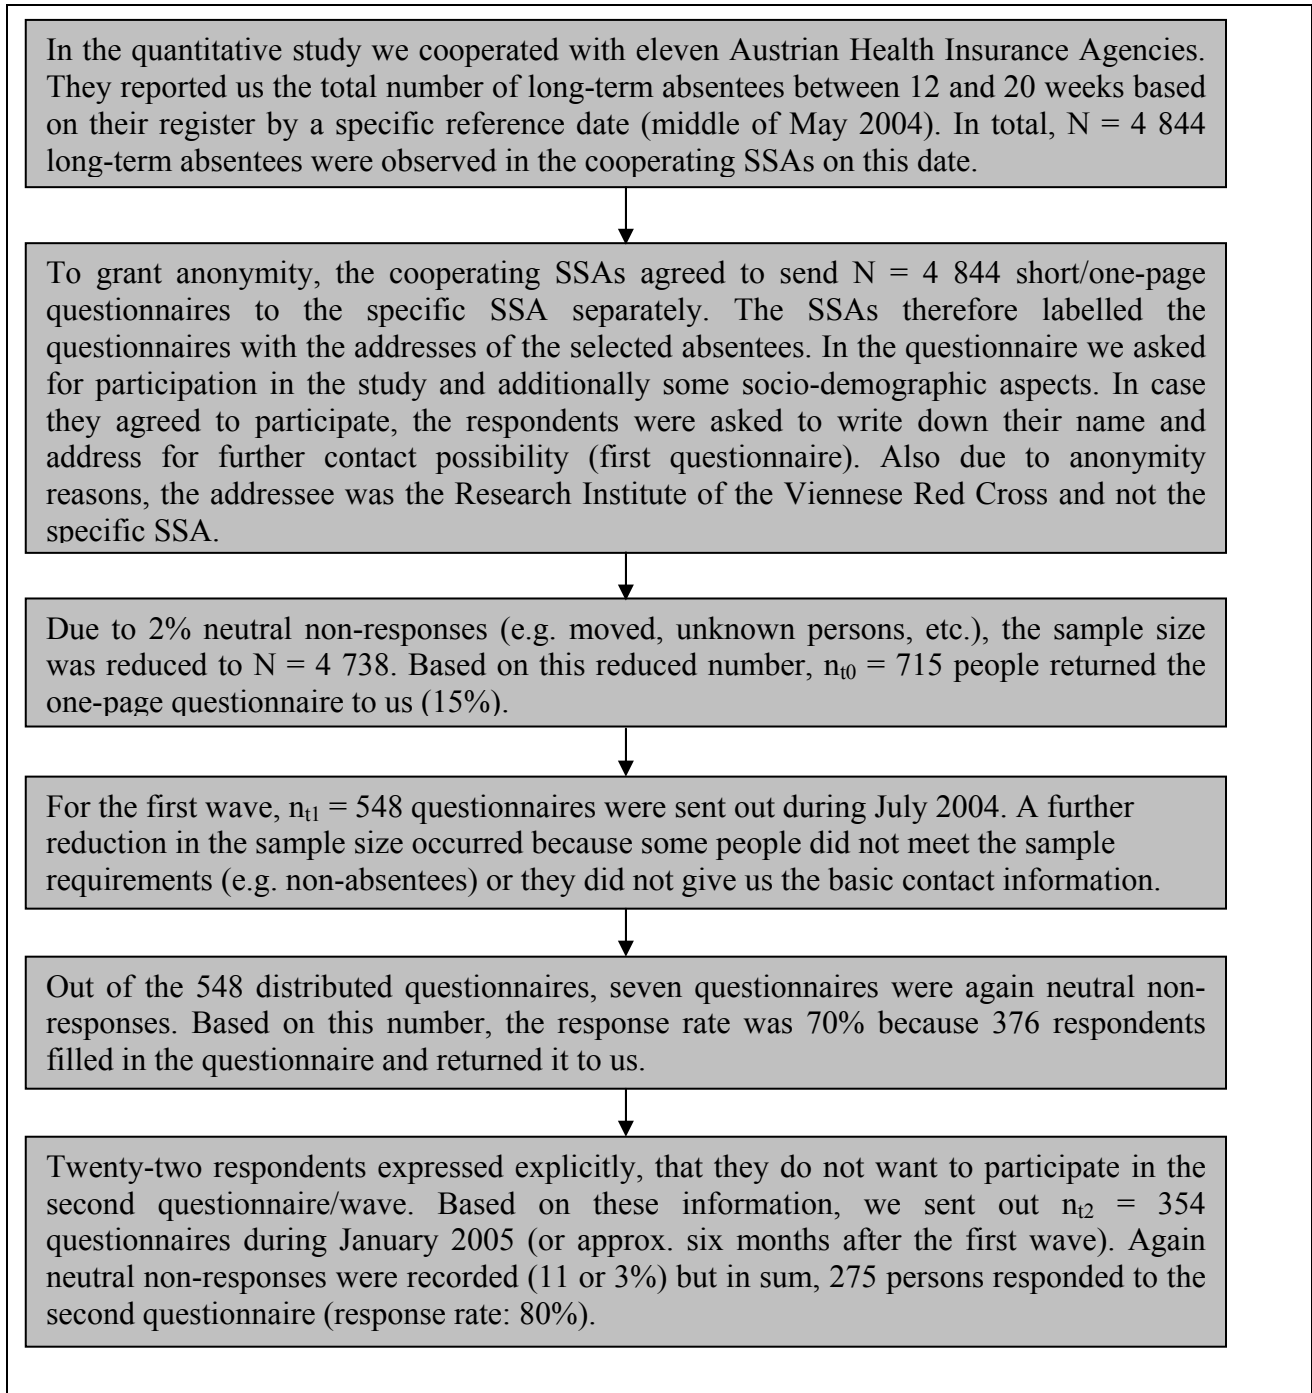 In the quantitative study we cooperated with eleven Austrian Health Insurance Agencies.
They reported us the total number of long-term absentees between 12 and 20 weeks based
on their register by a specific reference date (middle of May 2004). In total, N = 4 844
long-term absentees were observed in the cooperating SSAs on this date.
To grant anonymity, the cooperating SSAs agreed to send N = 4 844 short/one-page
questionnaires to the specific SSA separately. The SSAs therefore labelled the
questionnaires with the addresses of the selected absentees. In the questionnaire we asked
for participation in the study and additionally some socio-demographic aspects. In case
they agreed to participate, the respondents were asked to write down their name and
address for further contact possibility (first questionnaire). Also due to anonymity
reasons, the addressee was the Research Institute of the Viennese Red Cross and not the
specific SSA.
Due to 2% neutral non-responses (e.g. moved, unknown persons, etc.), the sample size
was reduced to N = 4 738. Based on this reduced number, nt0 = 715 people returned the
one-page questionnaire to us (15%).
For the first wave, nt1 = 548 questionnaires were sent out during July 2004. A further
reduction in the sample size occurred because some people did not meet the sample
requirements (e.g. non-absentees) or they did not give us the basic contact information.
Out of the 548 distributed questionnaires, seven questionnaires were again neutral non-
responses. Based on this number, the response rate was 70% because 376 respondents
filled in the questionnaire and returned it to us.
Twenty-two respondents expressed explicitly, that they do not want to participate in the
second questionnaire/wave. Based on these information, we sent out nt2 = 354
questionnaires during January 2005 (or approx. six months after the first wave). Again
neutral non-responses were recorded (11 or 3%) but in sum, 275 persons responded to the
second questionnaire (response rate: 80%).